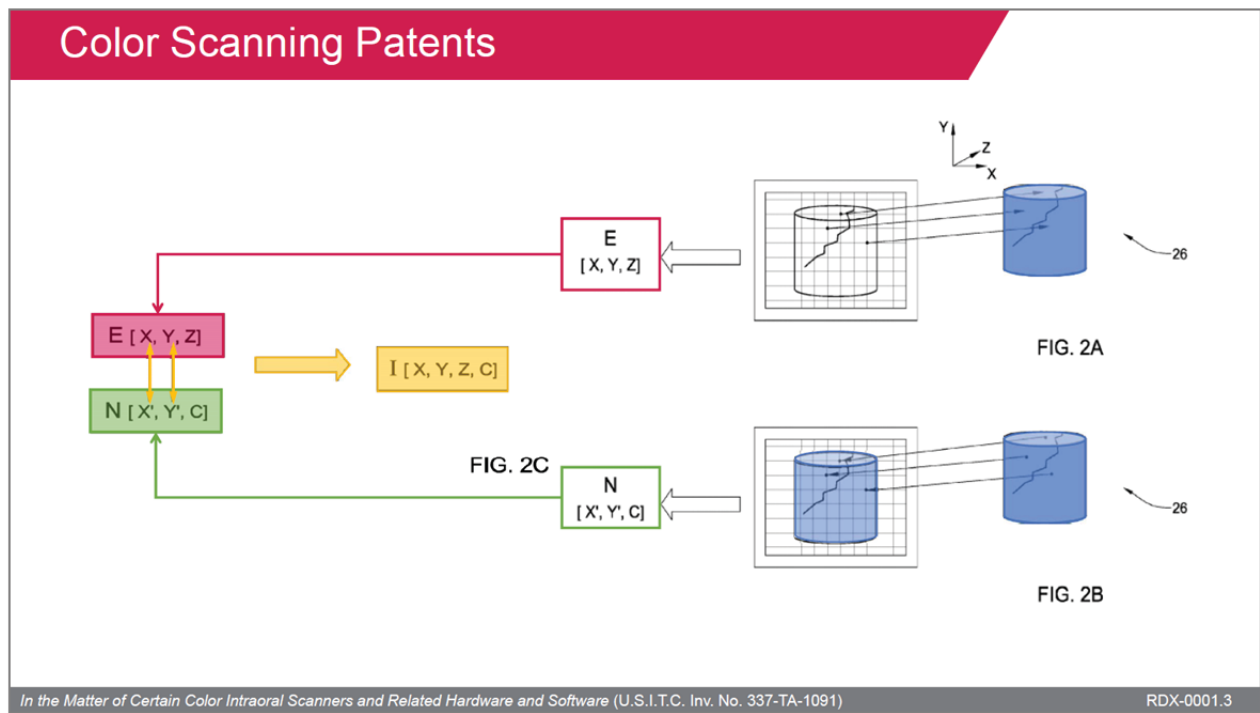 Color Scanning Patents
Y
Z
X
E
[ X, Y, Z]
26
E [ X, Y, Z]
FIG. 2A
I [ X, Y, Z, C]
N [ X', Y', C]
FIG. 2C
N
[ X', Y', C]
26
FIG. 2B
In the Matter of Certain Color Intraoral Scanners and Related Hardware and Software (U.S.I.T.C. Inv. No. 337-TA-1091)
RDX-0001.3